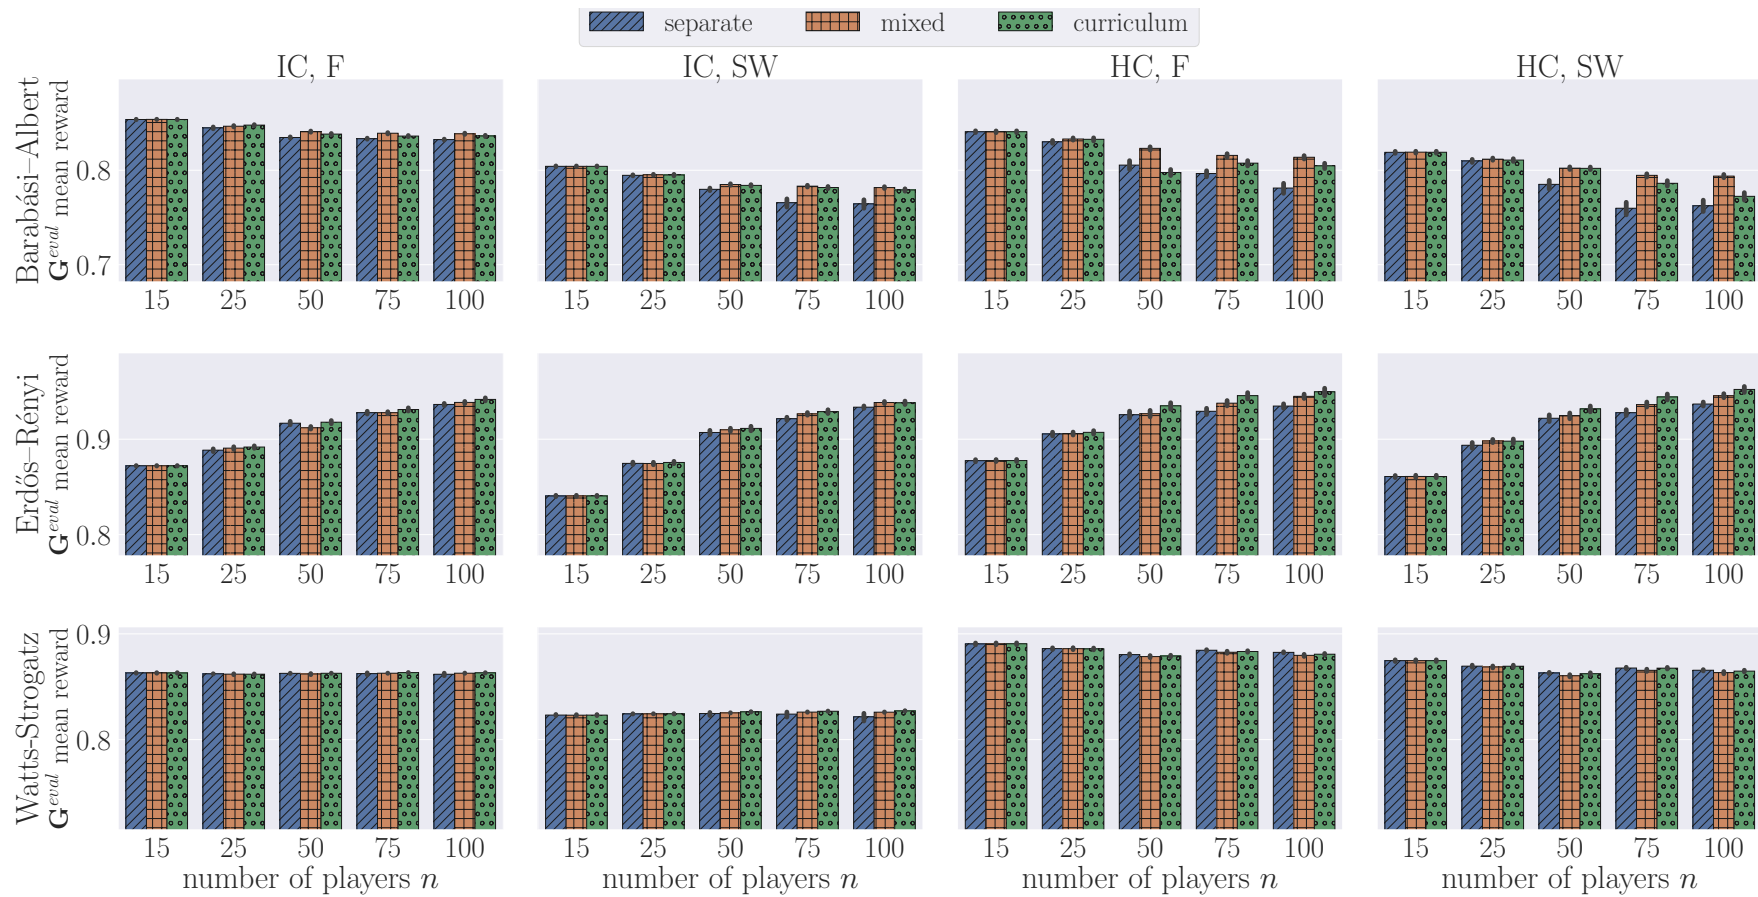 separate mixed curriculum
IC, F IC, SW HC, F HC, SW
Barabási–Albert
G^eval mean reward
0.8
0.7
15 25 50 75 100 15 25 50 75 100 15 25 50 75 100 15 25 50 75 100
Erdős–Rényi
G^eval mean reward
0.9
0.8
15 25 50 75 100 15 25 50 75 100 15 25 50 75 100 15 25 50 75 100
Watts-Strogatz
G^eval mean reward
0.9
0.8
15 25 50 75 100 15 25 50 75 100 15 25 50 75 100 15 25 50 75 100
number of players n number of players n number of players n number of players n